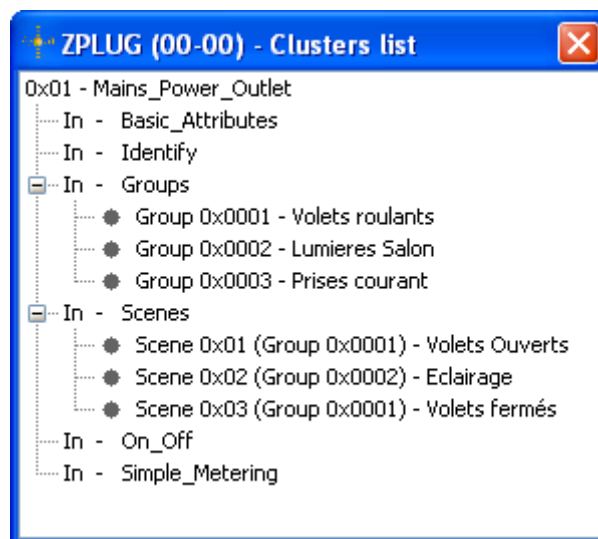 ZPLUG (00-00) - Clusters list
0x01 - Mains_Power_Outlet
In - Basic_Attributes
In - Identify
In - Groups
Group 0x0001 - Volets roulants
Group 0x0002 - Lumieres Salon
Group 0x0003 - Prises courant
In - Scenes
Scene 0x01 (Group 0x0001) - Volets Ouverts
Scene 0x02 (Group 0x0002) - Eclairage
Scene 0x03 (Group 0x0001) - Volets fermés
In - On_Off
In - Simple_Metering